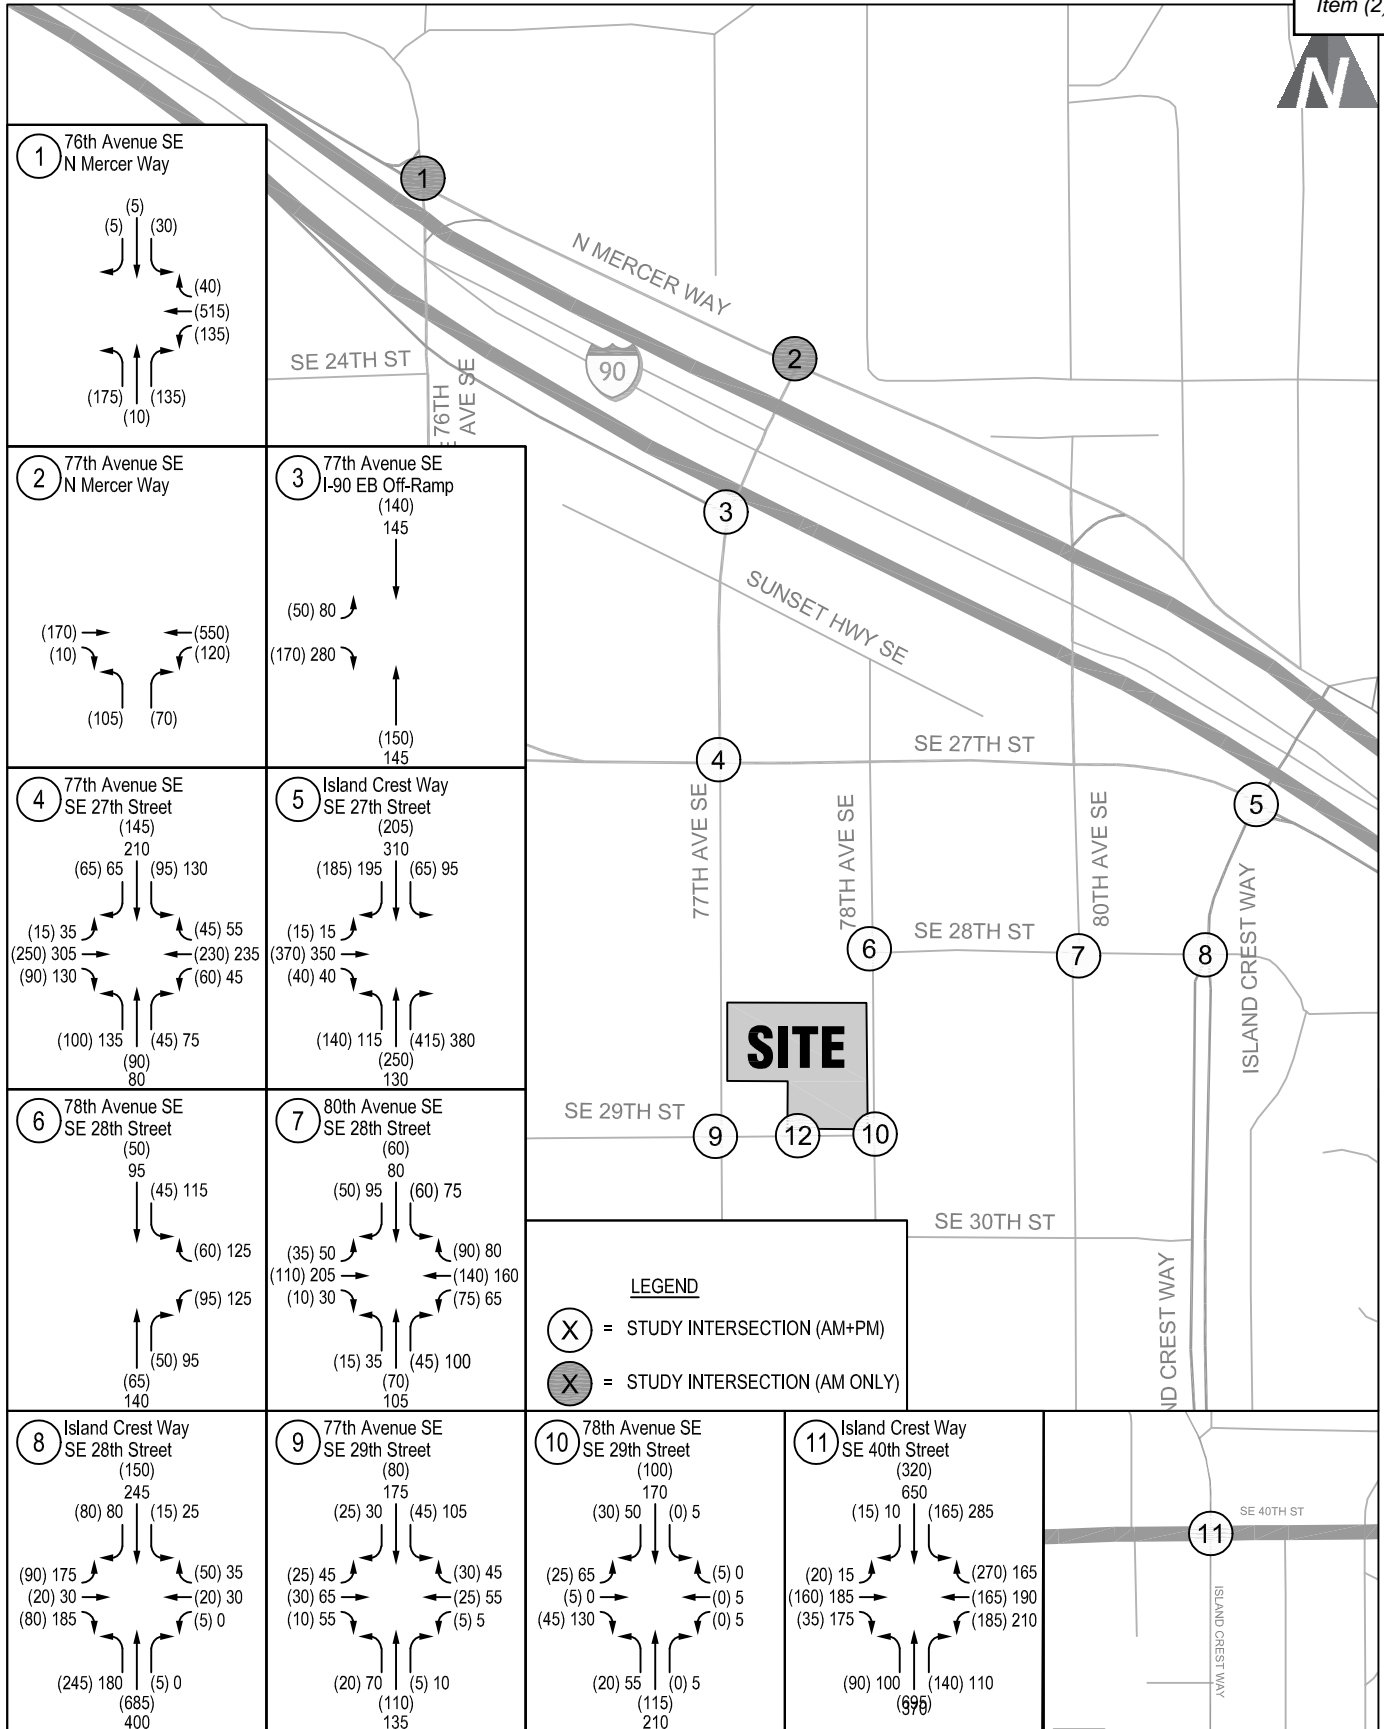 Item (2)
N
1
76th Avenue SE
N Mercer Way
(5)
(5) (30)
(40)
(515)
(135)
(175) (135)
(10)
2
77th Avenue SE
N Mercer Way
(170) (550)
(10) (120)
(105) (70)
3
77th Avenue SE
I-90 EB Off-Ramp
(140)
145
(50) 80
(170) 280
(150)
145
4
77th Avenue SE
SE 27th Street
(145)
210
(65) 65 (95) 130
(15) 35 (45) 55
(250) 305 (230) 235
(90) 130 (60) 45
(100) 135 (45) 75
(90)
80
5
Island Crest Way
SE 27th Street
(205)
310
(185) 195 (65) 95
(15) 15
(370) 350
(40) 40
(140) 115 (415) 380
(250)
130
6
78th Avenue SE
SE 28th Street
(50)
95
(45) 115
(60) 125
(95) 125
(50) 95
(65)
140
7
80th Avenue SE
SE 28th Street
(60)
80
(50) 95 (60) 75
(35) 50 (90) 80
(110) 205 (140) 160
(10) 30 (75) 65
(15) 35 (45) 100
(70)
105
8
Island Crest Way
SE 28th Street
(150)
245
(80) 80 (15) 25
(90) 175 (50) 35
(20) 30 (20) 30
(80) 185 (5) 0
(245) 180 (5) 0
(685)
400
9
77th Avenue SE
SE 29th Street
(80)
175
(25) 30 (45) 105
(25) 45 (30) 45
(30) 65 (25) 55
(10) 55 (5) 5
(20) 70 (5) 10
(110)
135
10
78th Avenue SE
SE 29th Street
(100)
170
(30) 50 (0) 5
(25) 65 (5) 0
(5) 0 (0) 5
(45) 130 (0) 5
(20) 55 (0) 5
(115)
210
11
Island Crest Way
SE 40th Street
(320)
650
(15) 10 (165) 285
(20) 15 (270) 165
(160) 185 (165) 190
(35) 175 (185) 210
(90) 100 (140) 110
LEGEND
X = STUDY INTERSECTION (AM+PM)
X = STUDY INTERSECTION (AM ONLY)
1
N MERCER WAY
2
90
SE 24TH ST
76TH
AVE SE
3
SUNSET HWY SE
4
SE 27TH ST
5
77TH AVE SE
78TH AVE SE
80TH AVE SE
ISLAND CREST WAY
6
SE 28TH ST
7
8
SITE
SE 29TH ST
9
12
10
SE 30TH ST
ND CREST WAY
11
SE 40TH ST
ISLAND CREST WAY